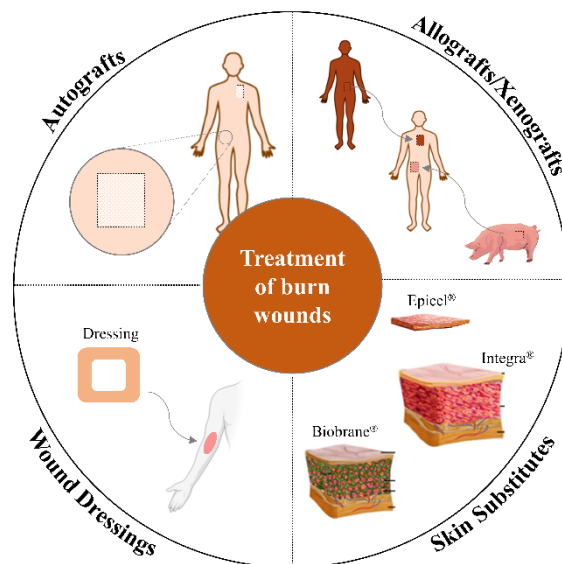 Autografts
Allografts/Xenografts
Treatment
of burn
wounds
Dressing
Epicel®
Integra®
Biobrane®
Wound Dressings
Skin Substitutes